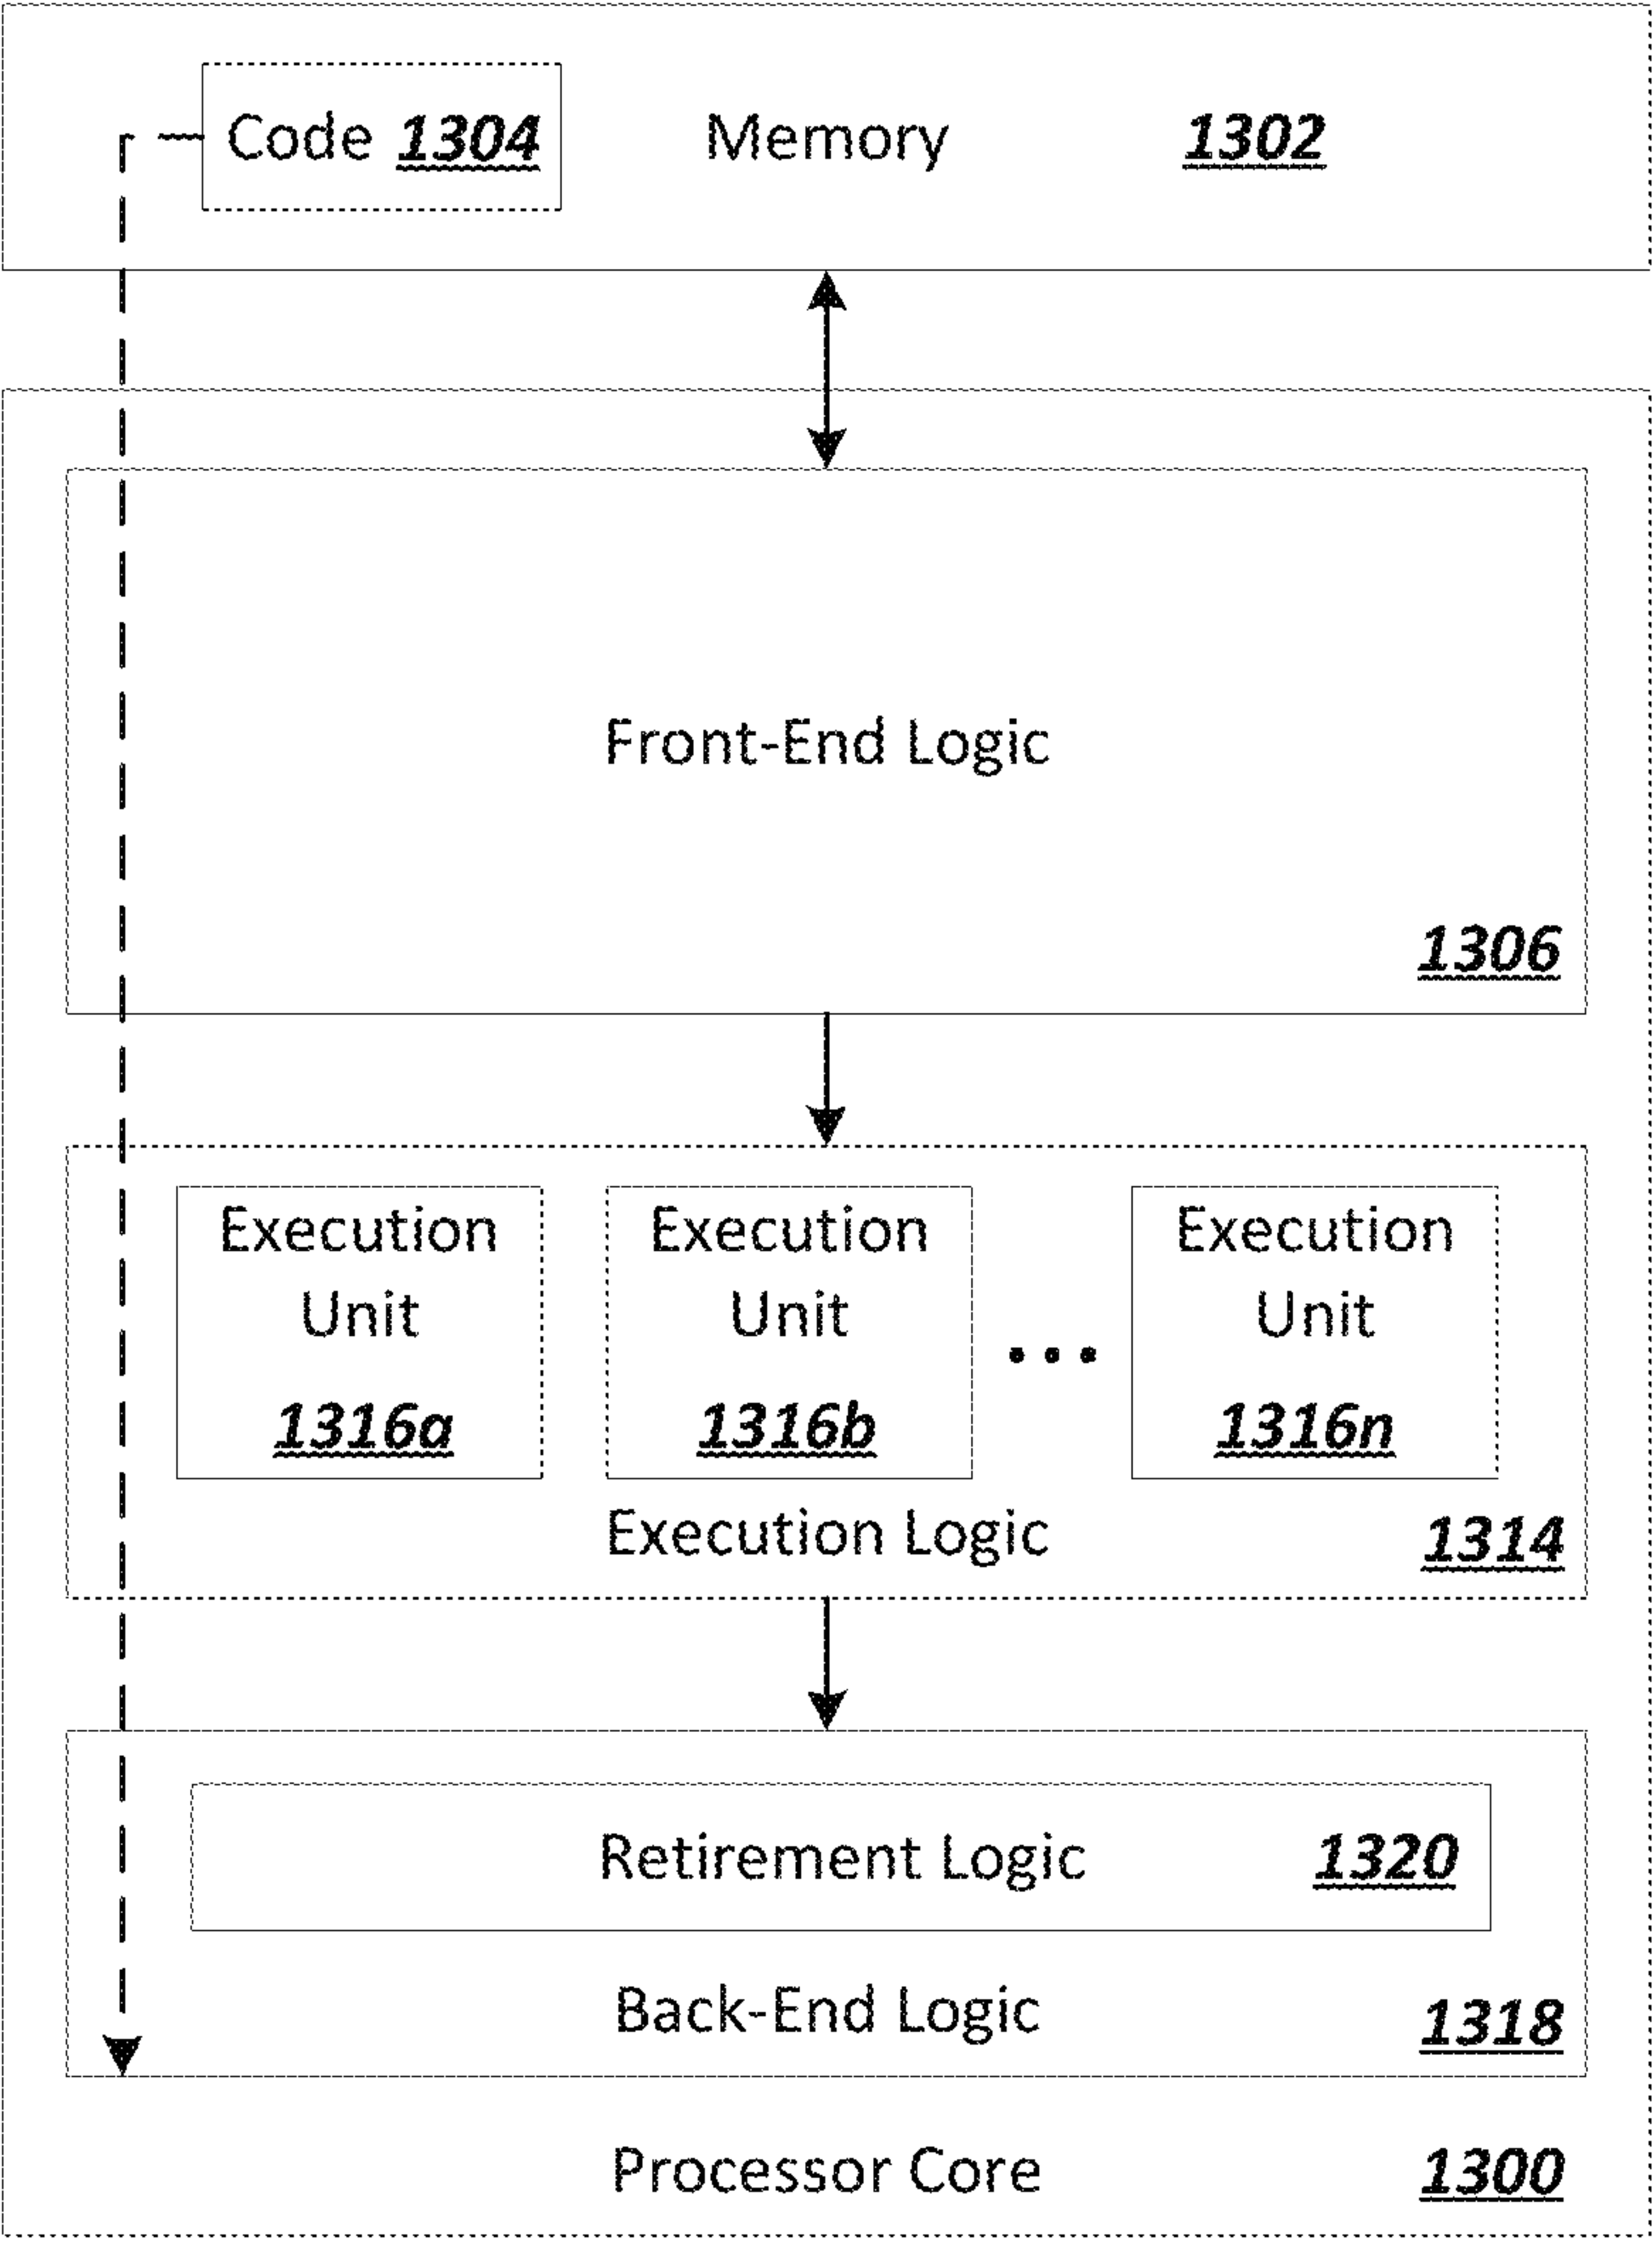 Code 1304 Memory 1302
Front-End Logic
1306
Execution Unit 1316a
Execution Unit 1316b
...
Execution Unit 1316n
Execution Logic 1314
Retirement Logic 1320
Back-End Logic 1318
Processor Core 1300